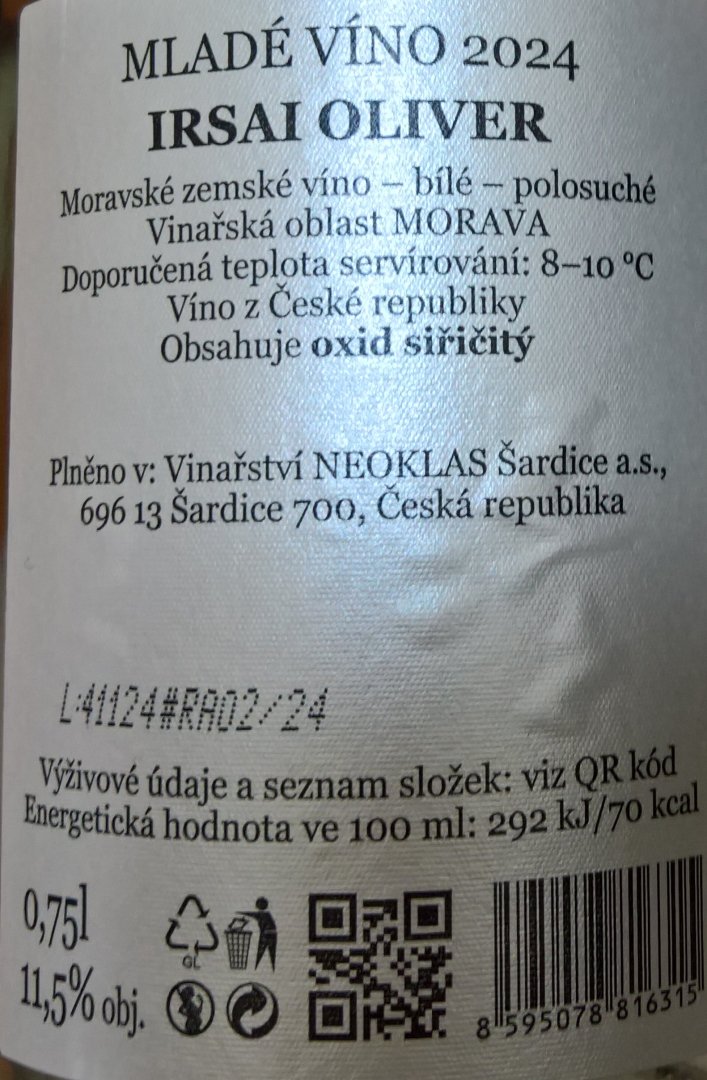 MLADÉ VÍNO 2024
IRSAI OLIVER
Moravské zemské víno – bílé – polosuché
Vinařská oblast MORAVA
Doporučená teplota servírování: 8–10 °C
Víno z České republiky
Obsahuje oxid siřičitý
Plněno v: Vinařství NEOKLAS Šardice a.s.,
696 13 Šardice 700, Česká republika
L:41124#RA02/24
Výživové údaje a seznam složek: viz QR kód
Energetická hodnota ve 100 ml: 292 kJ/70 kcal
0,75l
11,5% obj.
GL
8 595078 816315